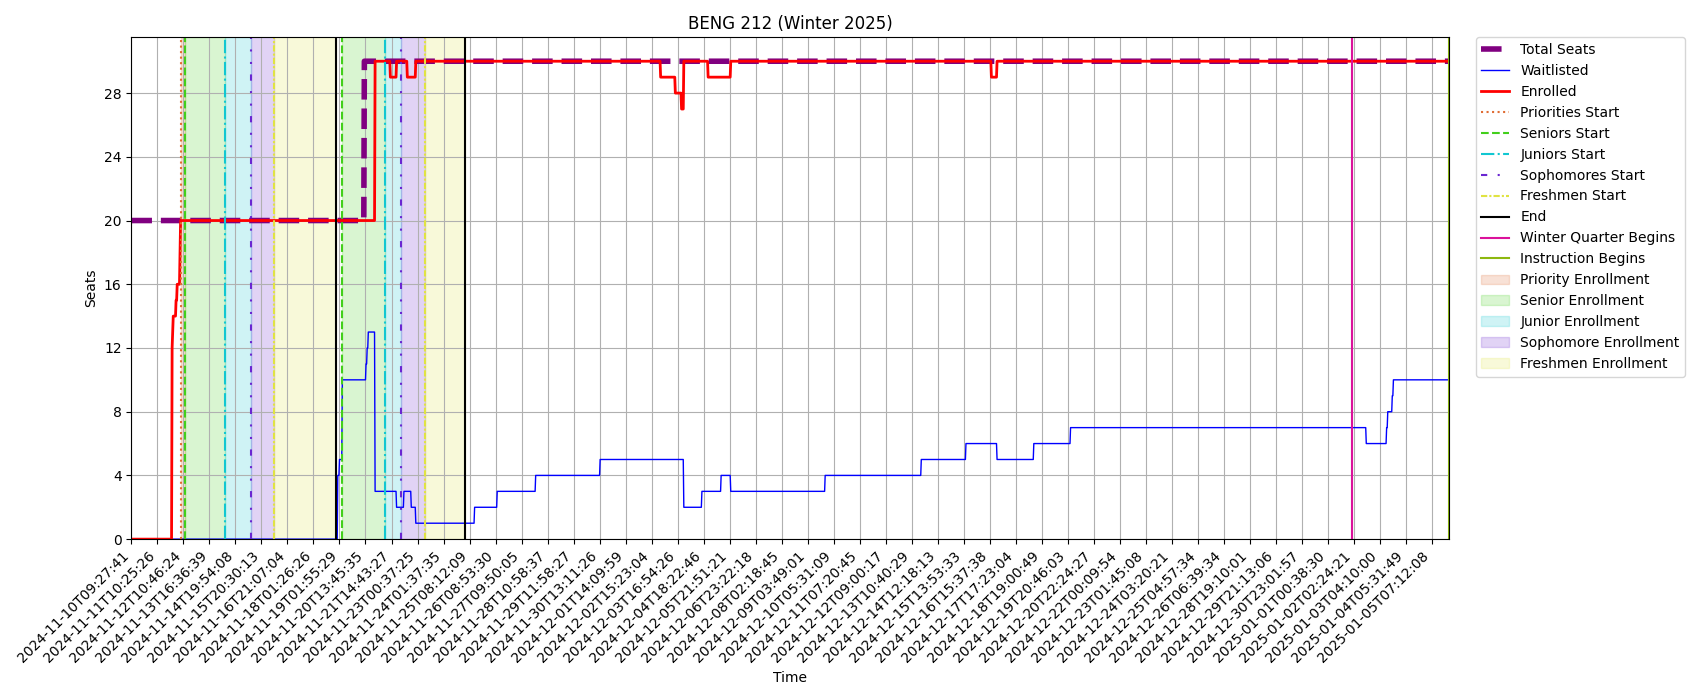 BENG 212 (Winter 2025)
Seats
28
24
20
16
12
8
4
0
2024-11-10T09:27:41
2024-11-11T10:25:26
2024-11-12T10:46:24
2024-11-13T16:36:39
2024-11-14T19:54:08
2024-11-15T20:30:13
2024-11-16T21:07:04
2024-11-18T01:26:26
2024-11-19T01:55:29
2024-11-20T13:45:35
2024-11-21T14:43:27
2024-11-23T00:37:25
2024-11-24T01:37:35
2024-11-25T08:12:09
2024-11-26T08:53:30
2024-11-27T09:50:05
2024-11-28T10:58:37
2024-11-29T11:58:27
2024-11-30T13:11:26
2024-12-01T14:09:59
2024-12-02T15:23:04
2024-12-03T16:54:26
2024-12-04T18:22:46
2024-12-05T21:51:21
2024-12-06T23:22:18
2024-12-08T02:18:45
2024-12-09T03:49:01
2024-12-10T05:31:09
2024-12-11T07:20:45
2024-12-12T09:00:17
2024-12-13T10:40:29
2024-12-14T12:18:13
2024-12-15T13:53:33
2024-12-16T15:37:38
2024-12-17T17:23:04
2024-12-18T19:00:49
2024-12-19T20:46:03
2024-12-20T22:24:27
2024-12-22T00:09:54
2024-12-23T01:45:08
2024-12-24T03:20:21
2024-12-25T04:57:34
2024-12-26T06:39:34
2024-12-28T19:10:01
2024-12-29T21:13:06
2024-12-30T23:01:57
2025-01-01T00:38:30
2025-01-02T02:24:21
2025-01-03T04:10:00
2025-01-04T05:31:49
2025-01-05T07:12:08
Time
Total Seats
Waitlisted
Enrolled
Priorities Start
Seniors Start
Juniors Start
Sophomores Start
Freshmen Start
End
Winter Quarter Begins
Instruction Begins
Priority Enrollment
Senior Enrollment
Junior Enrollment
Sophomore Enrollment
Freshmen Enrollment